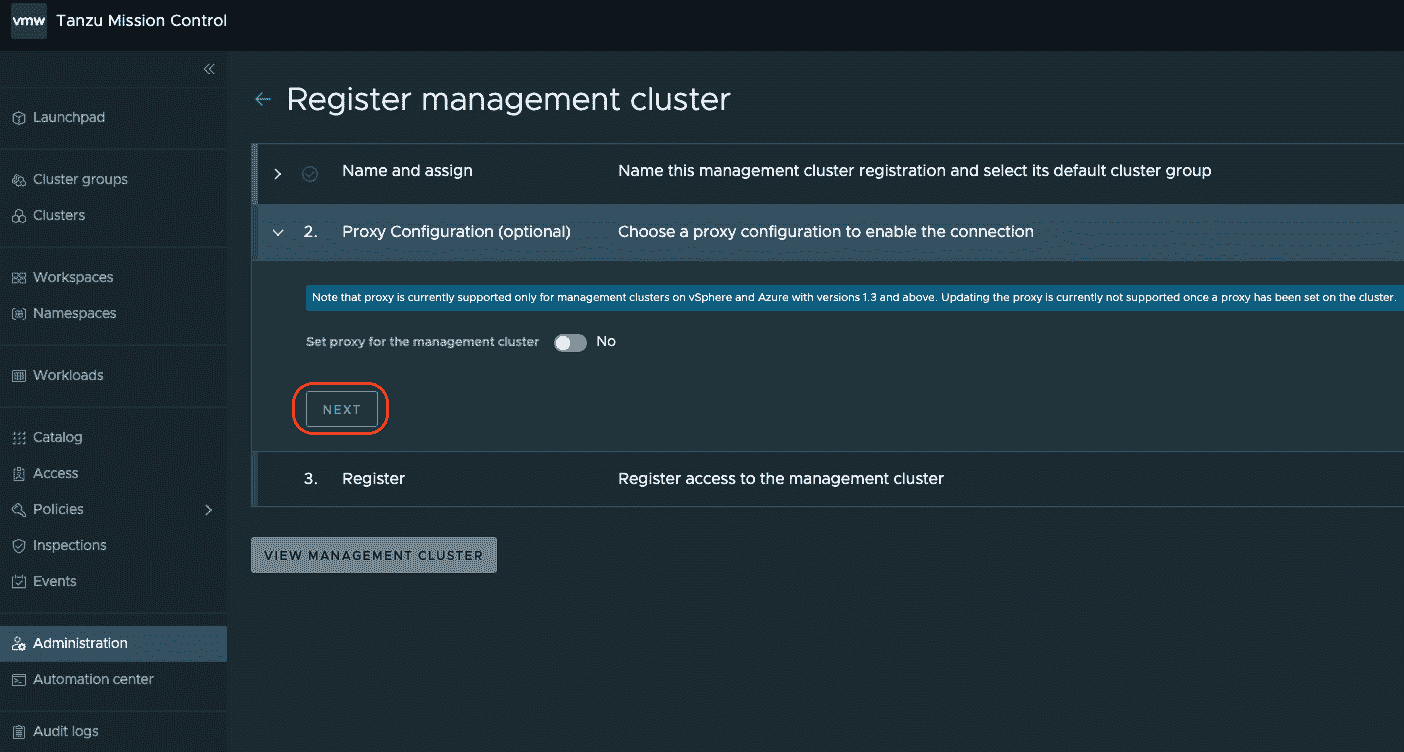 vmw Tanzu Mission Control
Launchpad
Cluster groups
Clusters
Workspaces
Namespaces
Workloads
Catalog
Access
Policies
Inspections
Events
Administration
Automation center
Audit logs
Register management cluster
Name and assign Name this management cluster registration and select its default cluster group
2. Proxy Configuration (optional) Choose a proxy configuration to enable the connection
Note that proxy is currently supported only for management clusters on vSphere and Azure with versions 1.3 and above. Updating the proxy is currently not supported once a proxy has been set on the cluster.
Set proxy for the management cluster No
NEXT
3. Register Register access to the management cluster
VIEW MANAGEMENT CLUSTER